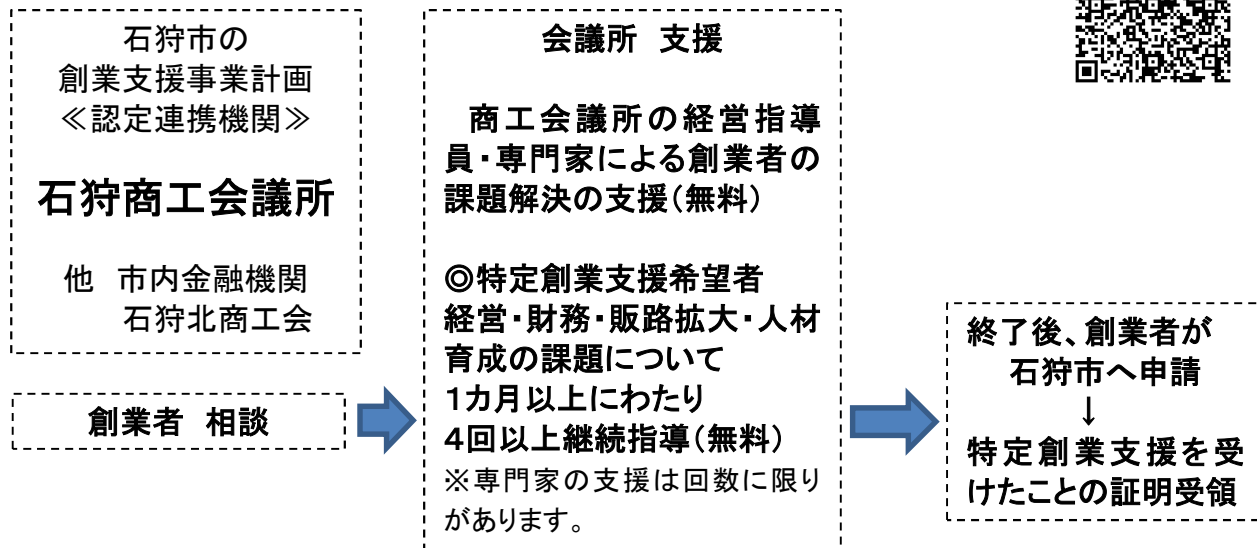 石狩市の
創業支援事業計画
≪認定連携機関≫
石狩商工会議所
他 市内金融機関
石狩北商工会
創業者 相談
会議所 支援
商工会議所の経営指導
員・専門家による創業者の
課題解決の支援(無料)
◎特定創業支援希望者
経営・財務・販路拡大・人材
育成の課題について
1カ月以上にわたり
4回以上継続指導(無料)
※専門家の支援は回数に限り
があります。
終了後、創業者が
石狩市へ申請
↓
特定創業支援を受
けたことの証明受領